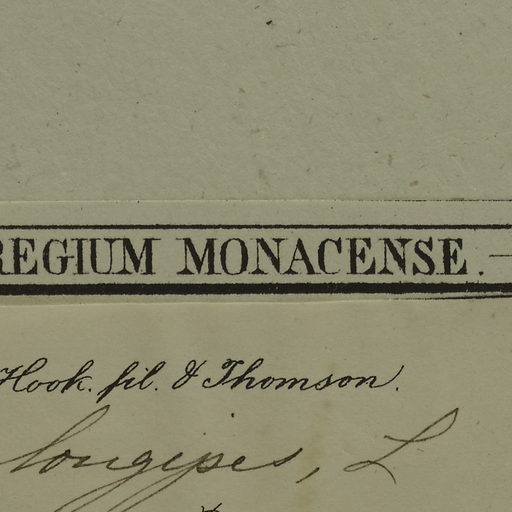 REGIUM MONACENSE.—
Hook. fil. & Thomson.
longipes, L